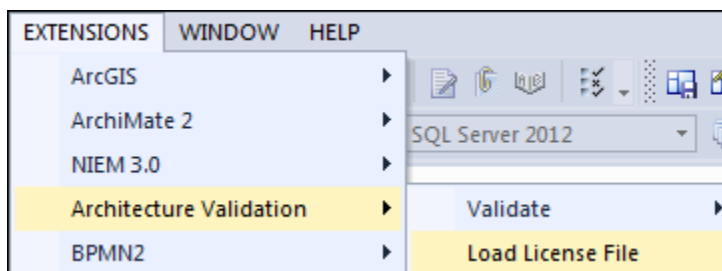 EXTENSIONS WINDOW HELP
ArcGIS
ArchiMate 2
SQL Server 2012
NIEM 3.0
Architecture Validation
Validate
BPMN2
Load License File